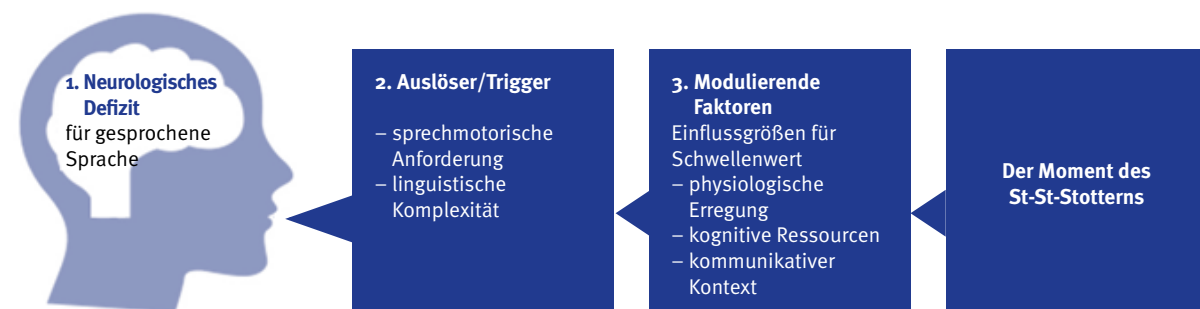 1. Neurologisches
Defizit
für gesprochene
Sprache
2. Auslöser/Trigger
– sprechmotorische
Anforderung
– linguistische
Komplexität
3. Modulierende
Faktoren
Einflussgrößen für
Schwellenwert
– physiologische
Erregung
– kognitive Ressourcen
– kommunikativer
Kontext
Der Moment des
St-St-Stotterns